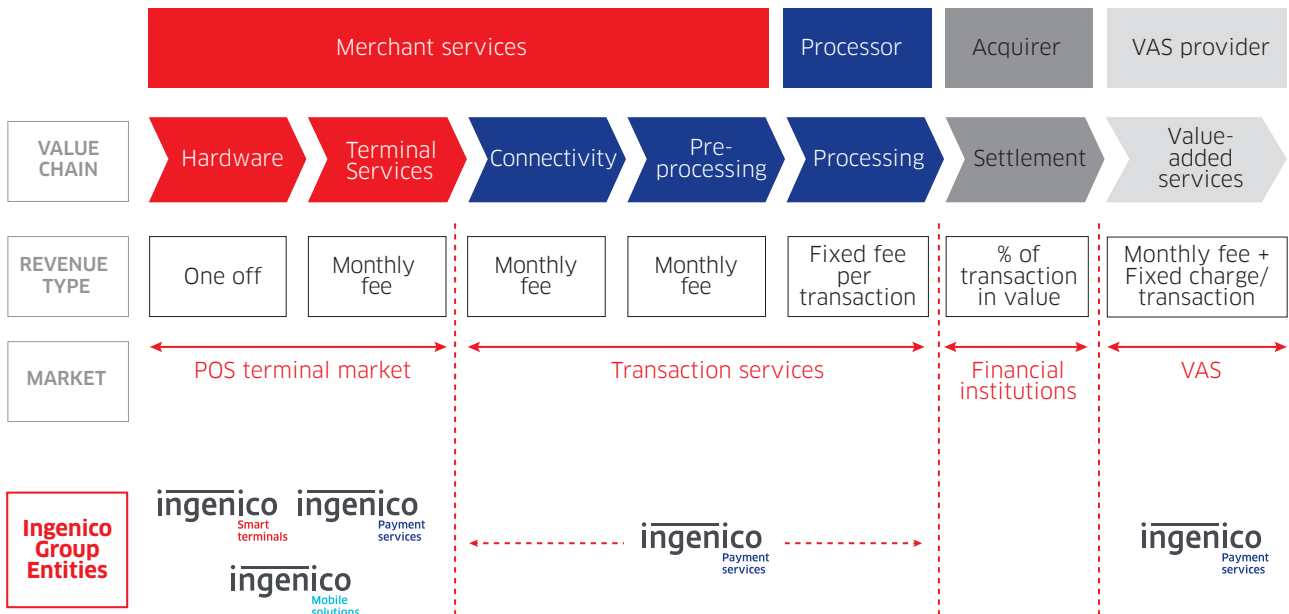 Merchant services
Processor
Acquirer
VAS provider
VALUE
CHAIN
Hardware
Terminal
Services
Connectivity
Pre-
processing
Processing
Settlement
Value-
added
services
REVENUE
TYPE
One off
Monthly
fee
Monthly
fee
Monthly
fee
Fixed fee
per
transaction
% of
transaction
in value
Monthly fee +
Fixed charge/
transaction
MARKET
POS terminal market
Transaction services
Financial
institutions
VAS
Ingenico
Group
Entities
ingenico
Smart
terminals
ingenico
Payment
services
ingenico
Mobile
solutions
ingenico
Payment
services
ingenico
Payment
services